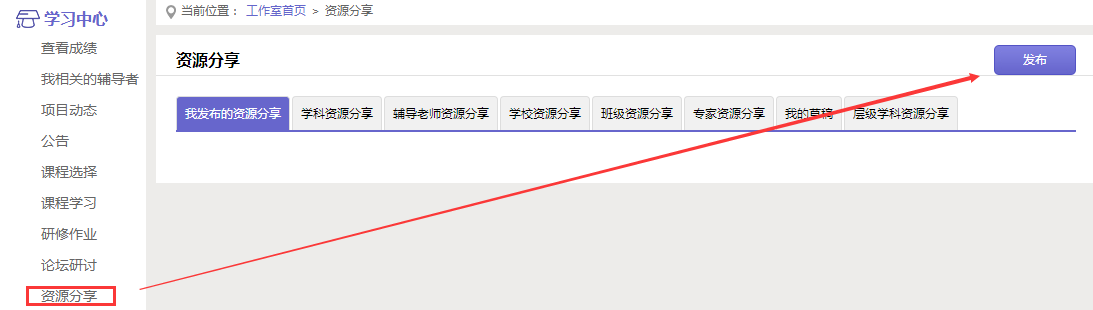 学习中心
查看成绩
我相关的辅导者
项目动态
公告
课程选择
课程学习
研修作业
论坛研讨
资源分享
当前位置： 工作室首页 > 资源分享
资源分享
发布
我发布的资源分享 学科资源分享 辅导老师资源分享 学校资源分享 班级资源分享 专家资源分享 我的草稿 层级学科资源分享